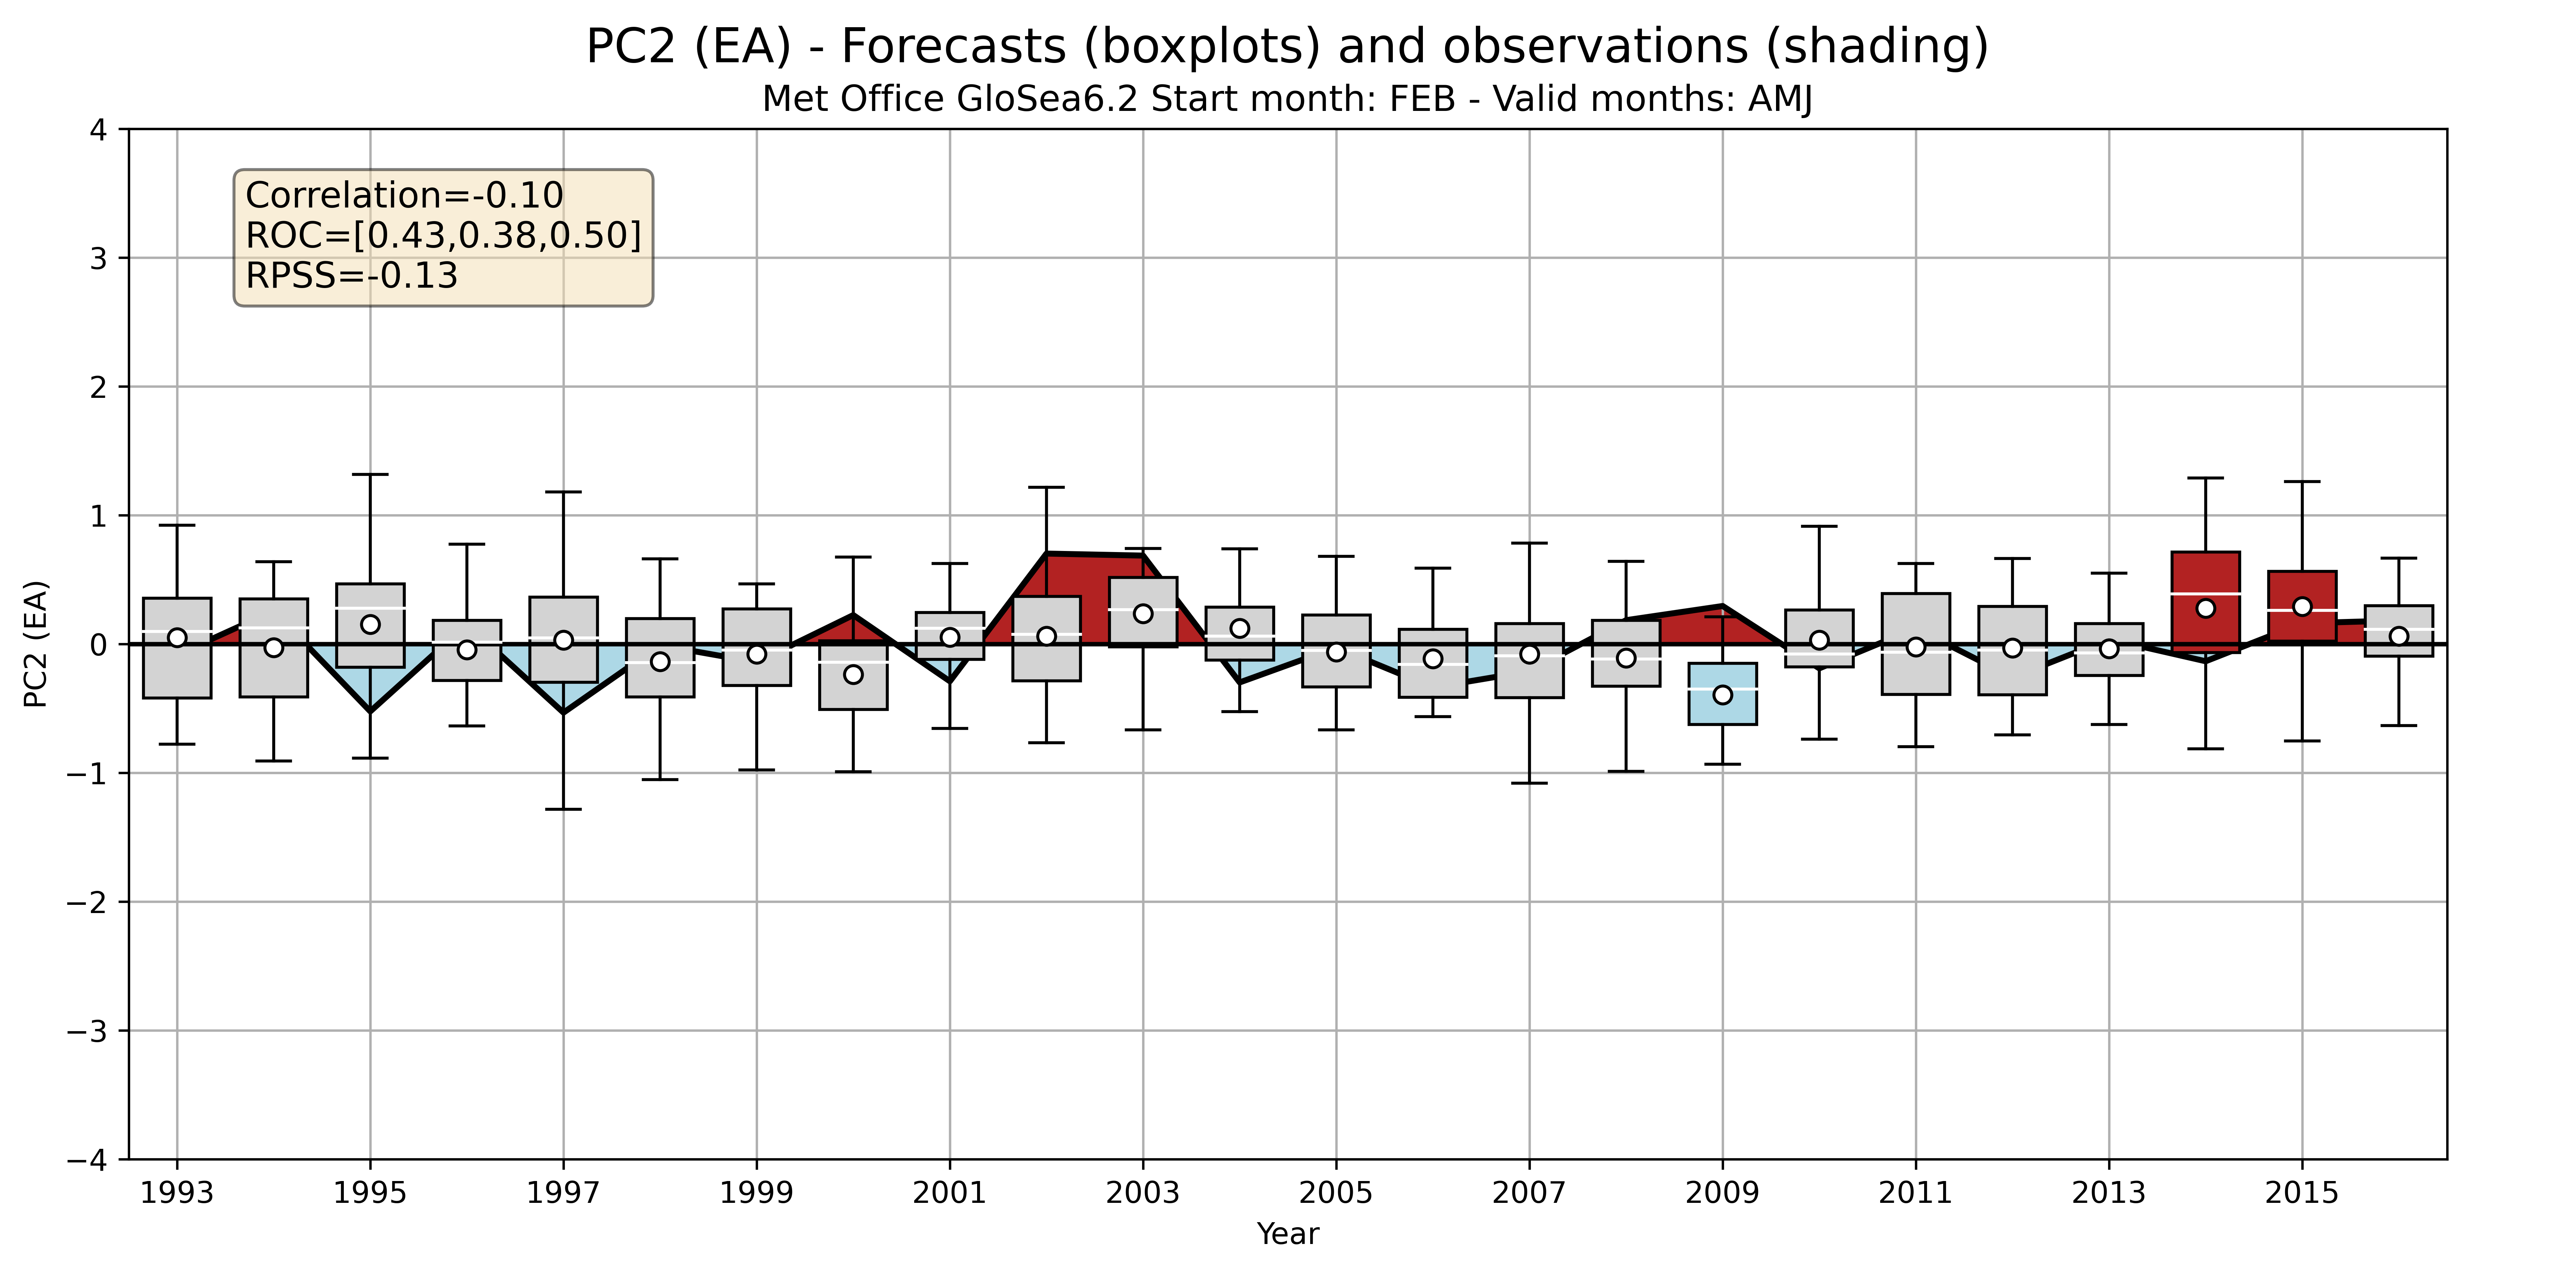 PC2 (EA) - Forecasts (boxplots) and observations (shading)
Met Office GloSea6.2 Start month: FEB - Valid months: AMJ
Correlation=-0.10
ROC=[0.43,0.38,0.50]
RPSS=-0.13
PC2 (EA)
4
3
2
1
0
−1
−2
−3
−4
1993 1995 1997 1999 2001 2003 2005 2007 2009 2011 2013 2015
Year